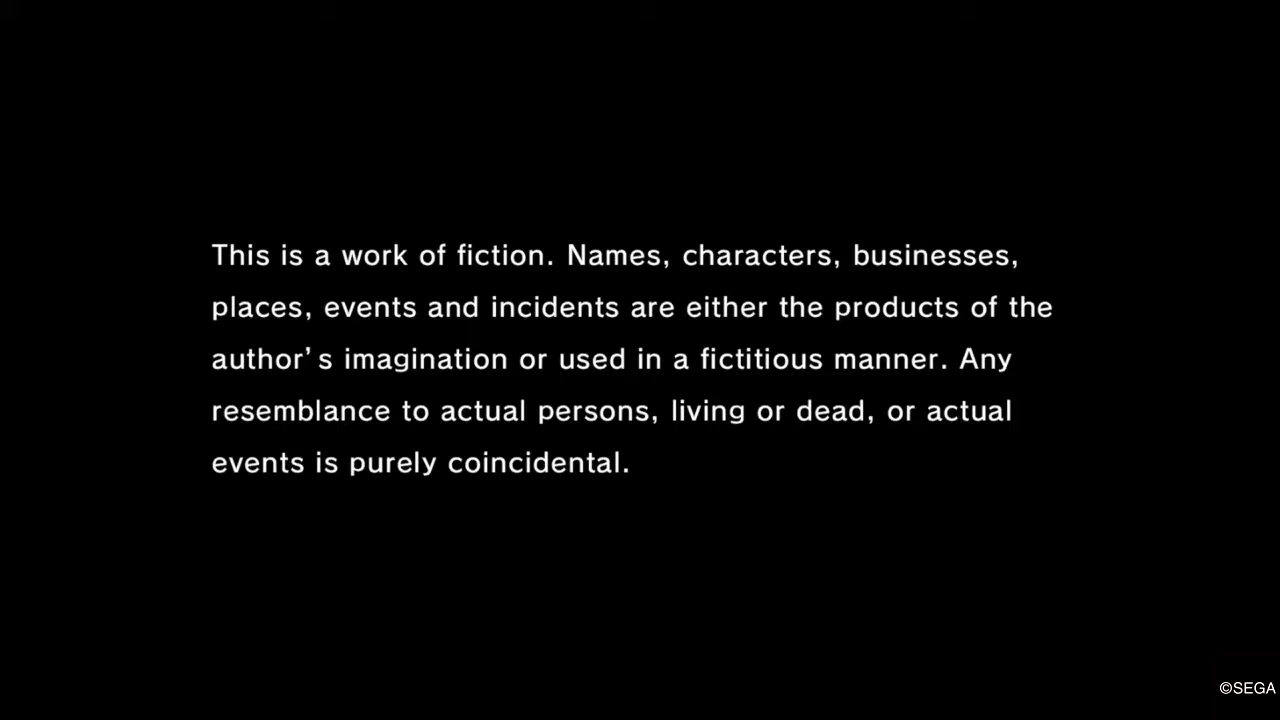 This is a work of fiction. Names, characters, businesses,
places, events and incidents are either the products of the
author’s imagination or used in a fictitious manner. Any
resemblance to actual persons, living or dead, or actual
events is purely coincidental.
©SEGA